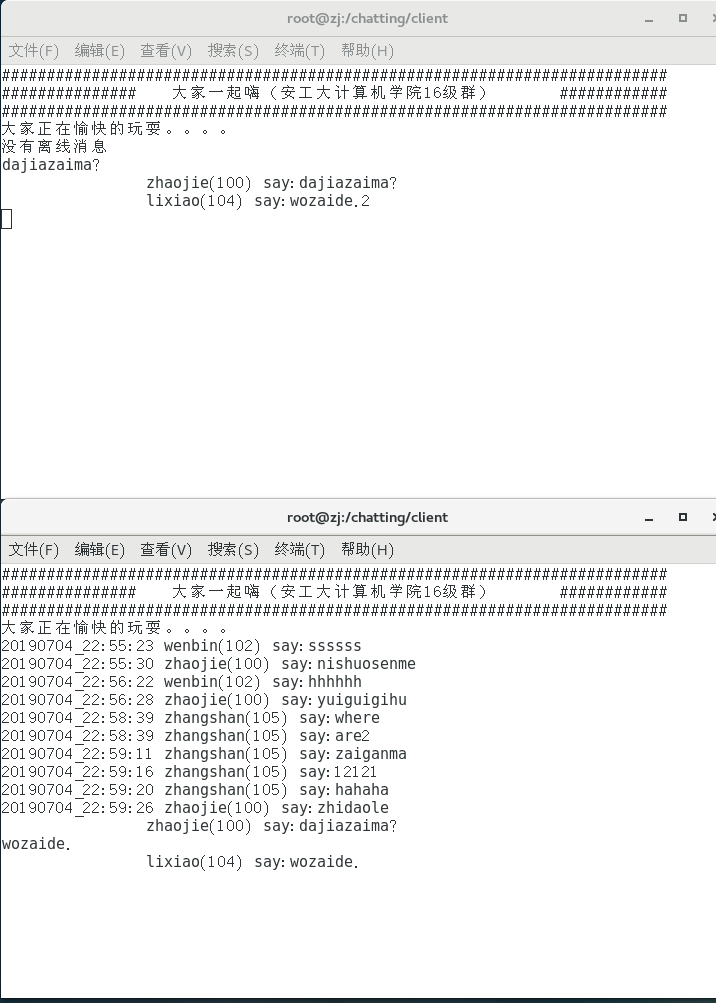 root@zj:/chatting/client
文件(F) 编辑(E) 查看(V) 搜索(S) 终端(T) 帮助(H)
##########################################################################
############### 大家一起嗨（安工大计算机学院16级群） ############
##########################################################################
大家正在愉快的玩耍。。。。
没有离线消息
dajiazaima?
zhaojie(100) say:dajiazaima?
lixiao(104) say:wozaide.2
root@zj:/chatting/client
文件(F) 编辑(E) 查看(V) 搜索(S) 终端(T) 帮助(H)
##########################################################################
############### 大家一起嗨（安工大计算机学院16级群） ############
##########################################################################
大家正在愉快的玩耍。。。。
20190704_22:55:23 wenbin(102) say:ssssss
20190704_22:55:30 zhaojie(100) say:nishuosenme
20190704_22:56:22 wenbin(102) say:hhhhhh
20190704_22:56:28 zhaojie(100) say:yuiguigihu
20190704_22:58:39 zhangshan(105) say:where
20190704_22:58:39 zhangshan(105) say:are2
20190704_22:59:11 zhangshan(105) say:zaiganma
20190704_22:59:16 zhangshan(105) say:12121
20190704_22:59:20 zhangshan(105) say:hahaha
20190704_22:59:26 zhaojie(100) say:zhidaole
zhaojie(100) say:dajiazaima?
wozaide.
lixiao(104) say:wozaide.